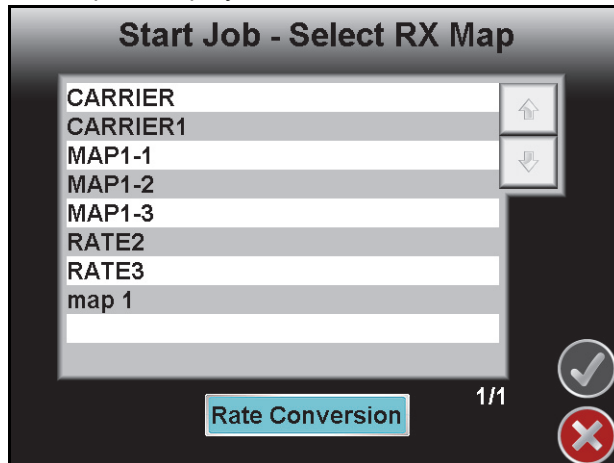 Start Job - Select RX Map
CARRIER
CARRIER1
MAP1-1
MAP1-2
MAP1-3
RATE2
RATE3
map 1
1/1
Rate Conversion